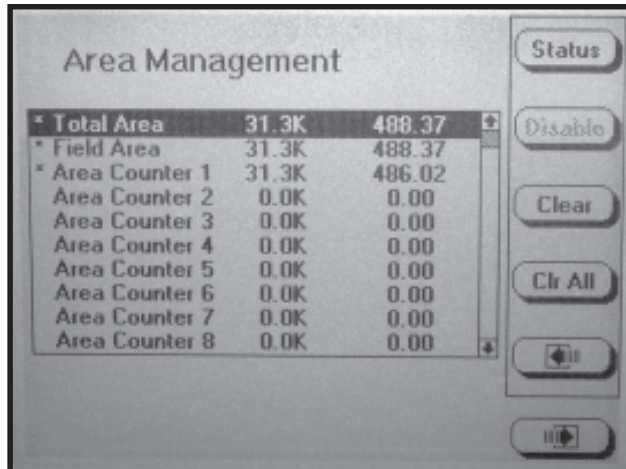 Area Management
* Total Area 31.3K 488.37
* Field Area 31.3K 488.37
* Area Counter 1 31.3K 486.02
Area Counter 2 0.0K 0.00
Area Counter 3 0.0K 0.00
Area Counter 4 0.0K 0.00
Area Counter 5 0.0K 0.00
Area Counter 6 0.0K 0.00
Area Counter 7 0.0K 0.00
Area Counter 8 0.0K 0.00
Status
Disable
Clear
Clr All